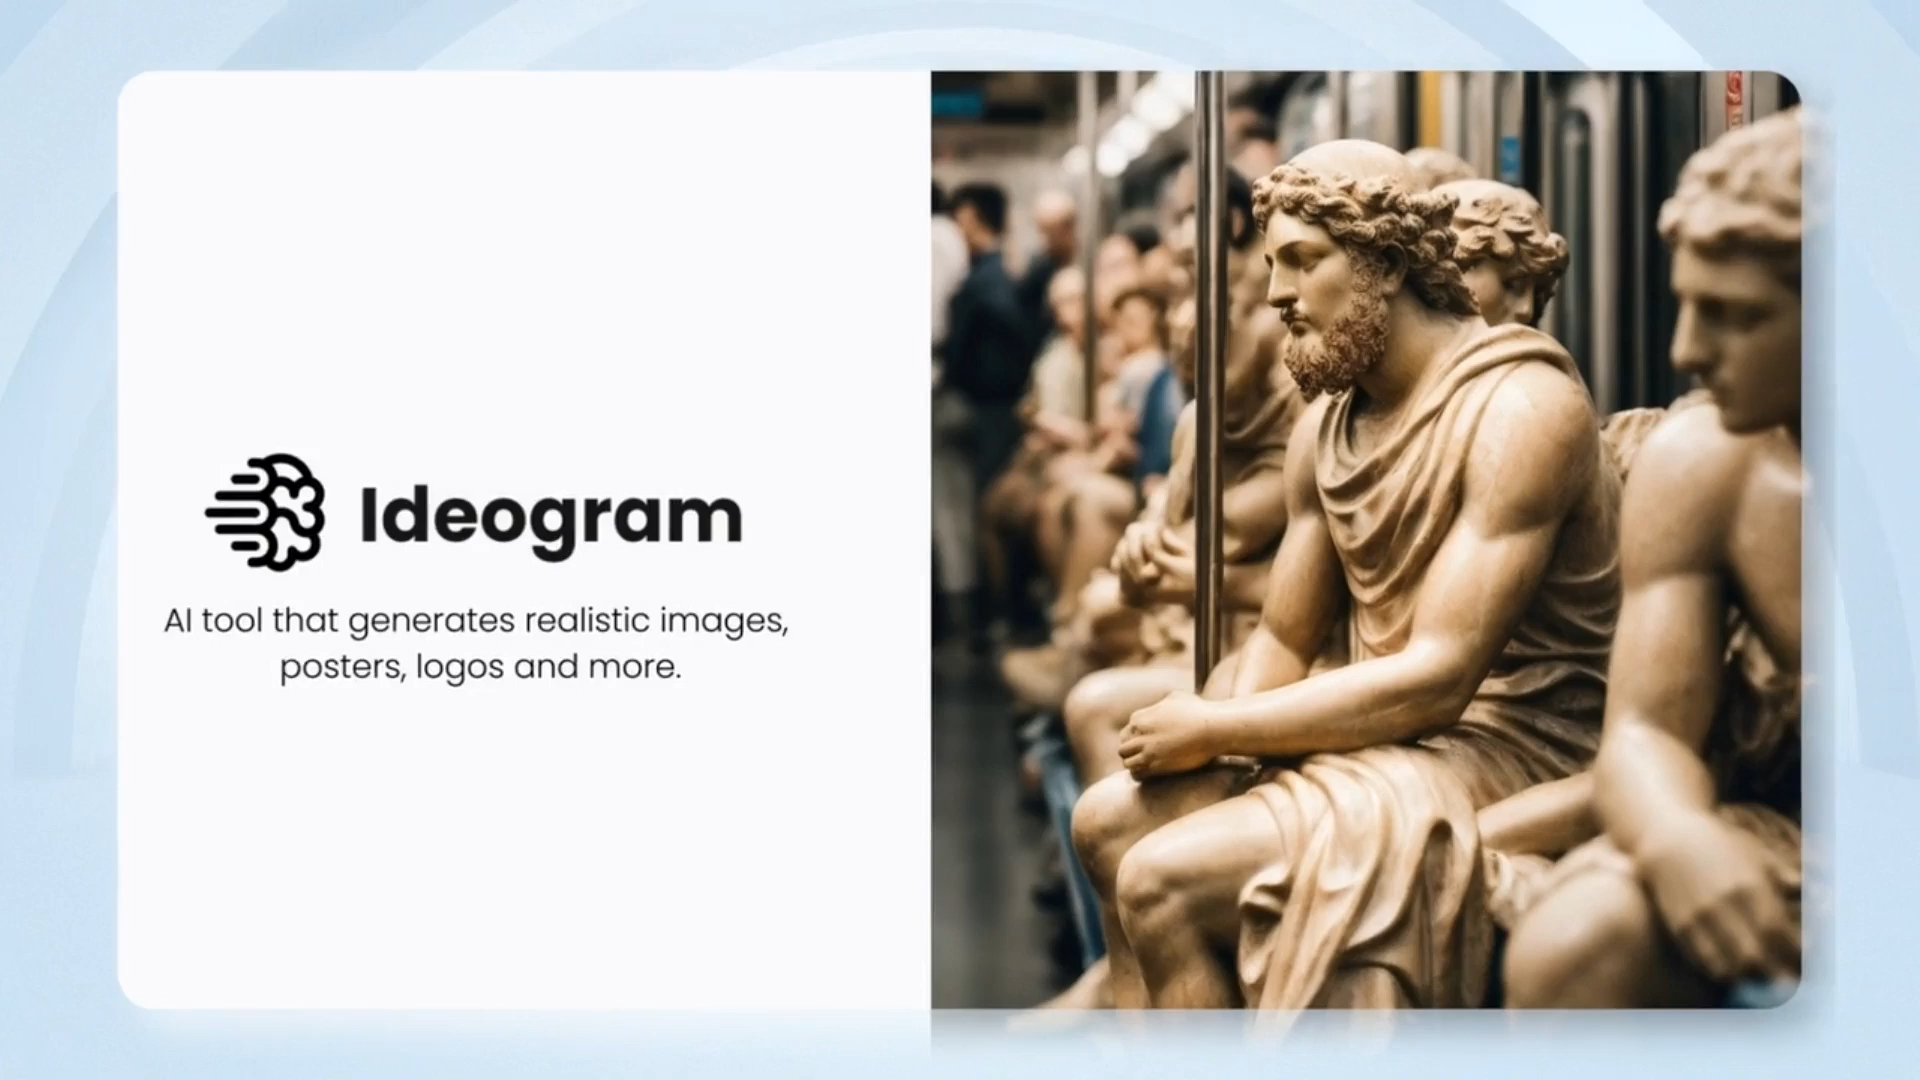 Ideogram
AI tool that generates realistic images,
posters, logos and more.